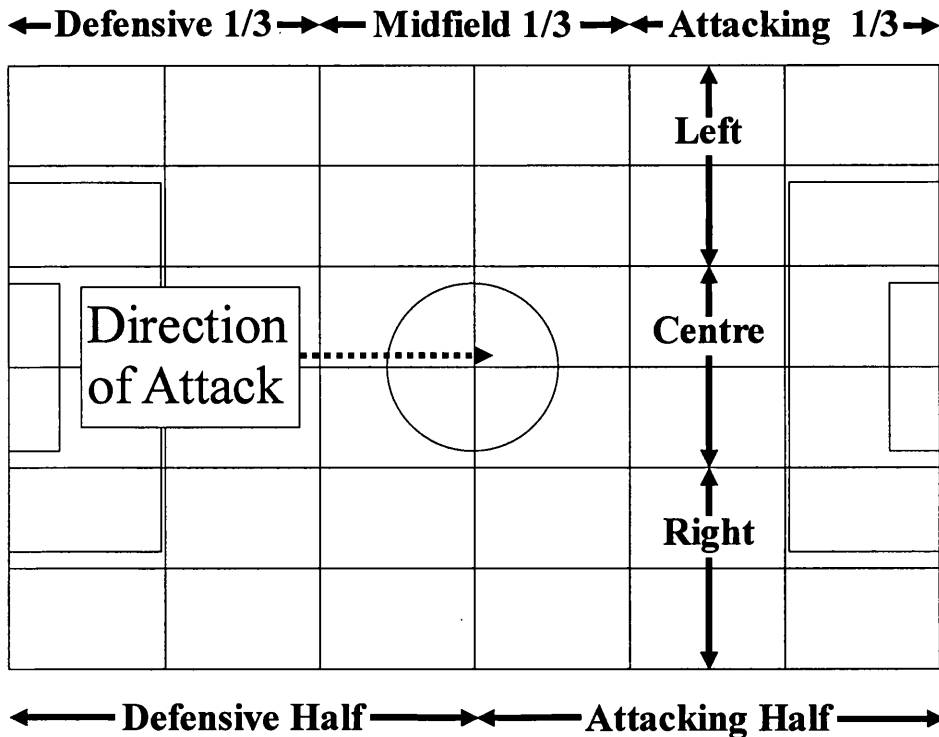 Defensive 1/3 Midfield 1/3 Attacking 1/3
Left
Direction
of Attack
Centre
Right
Defensive Half Attacking Half